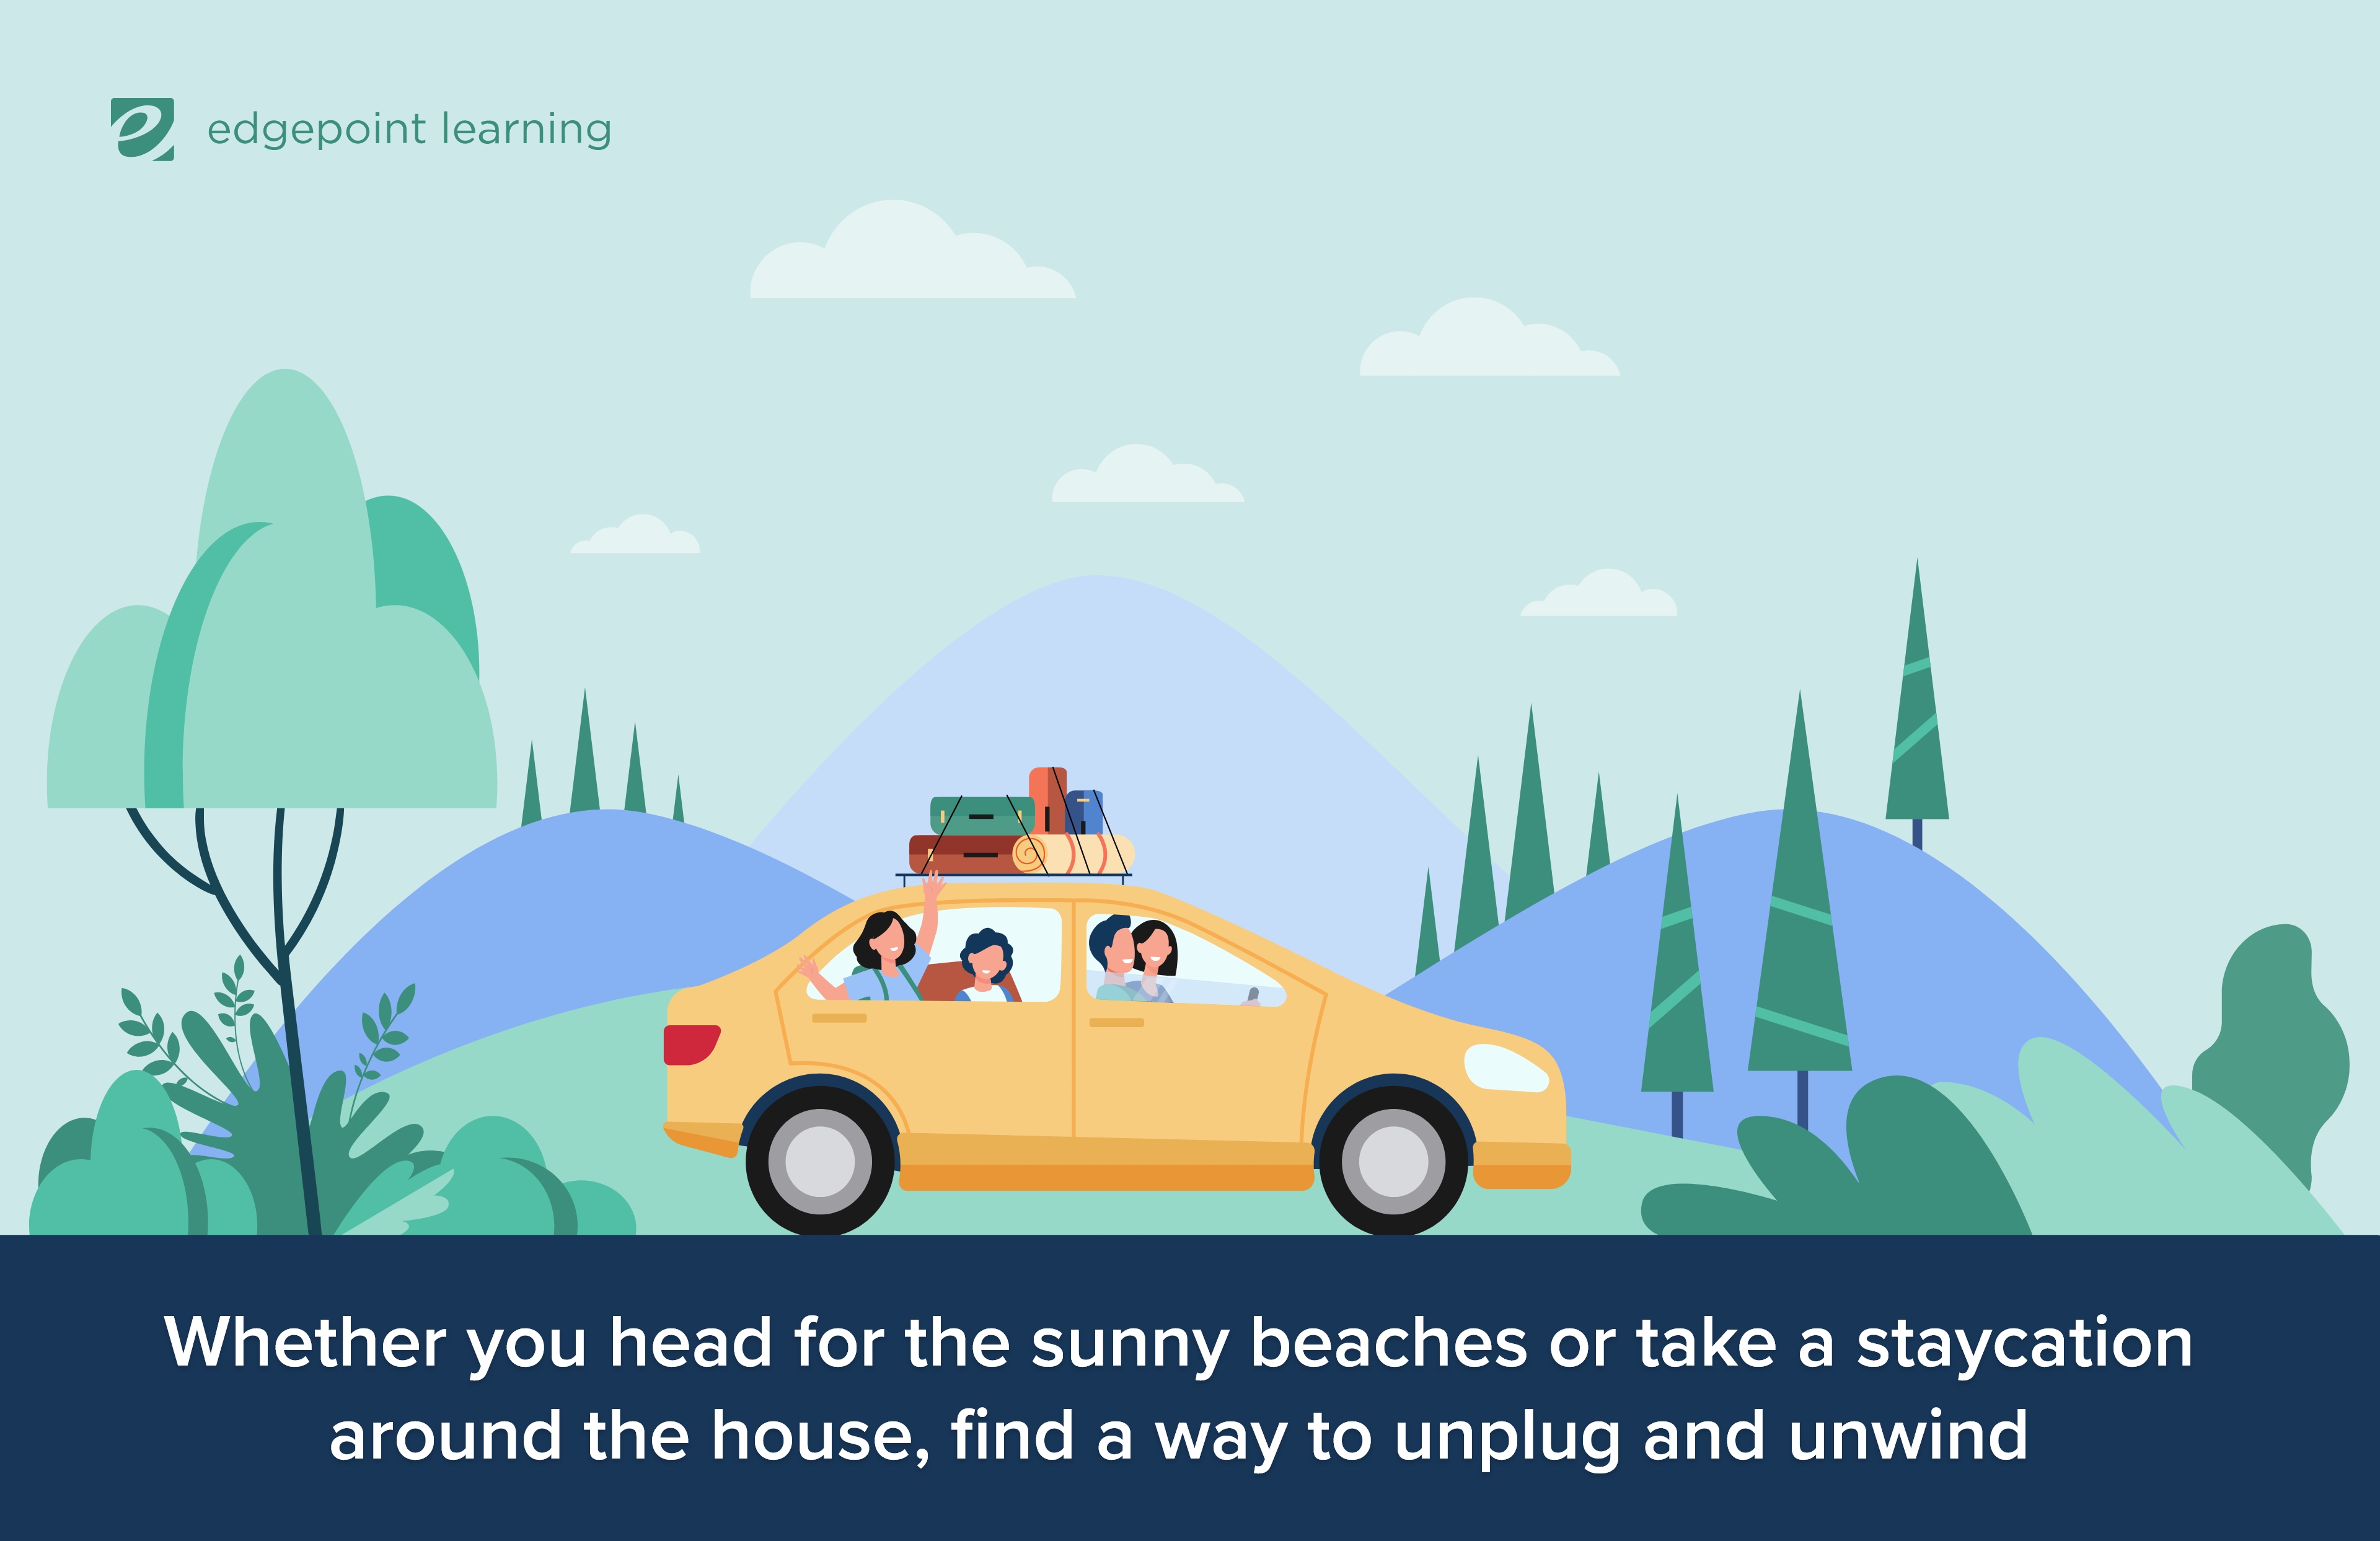 edgepoint learning
Whether you head for the sunny beaches or take a staycation
around the house, find a way to unplug and unwind